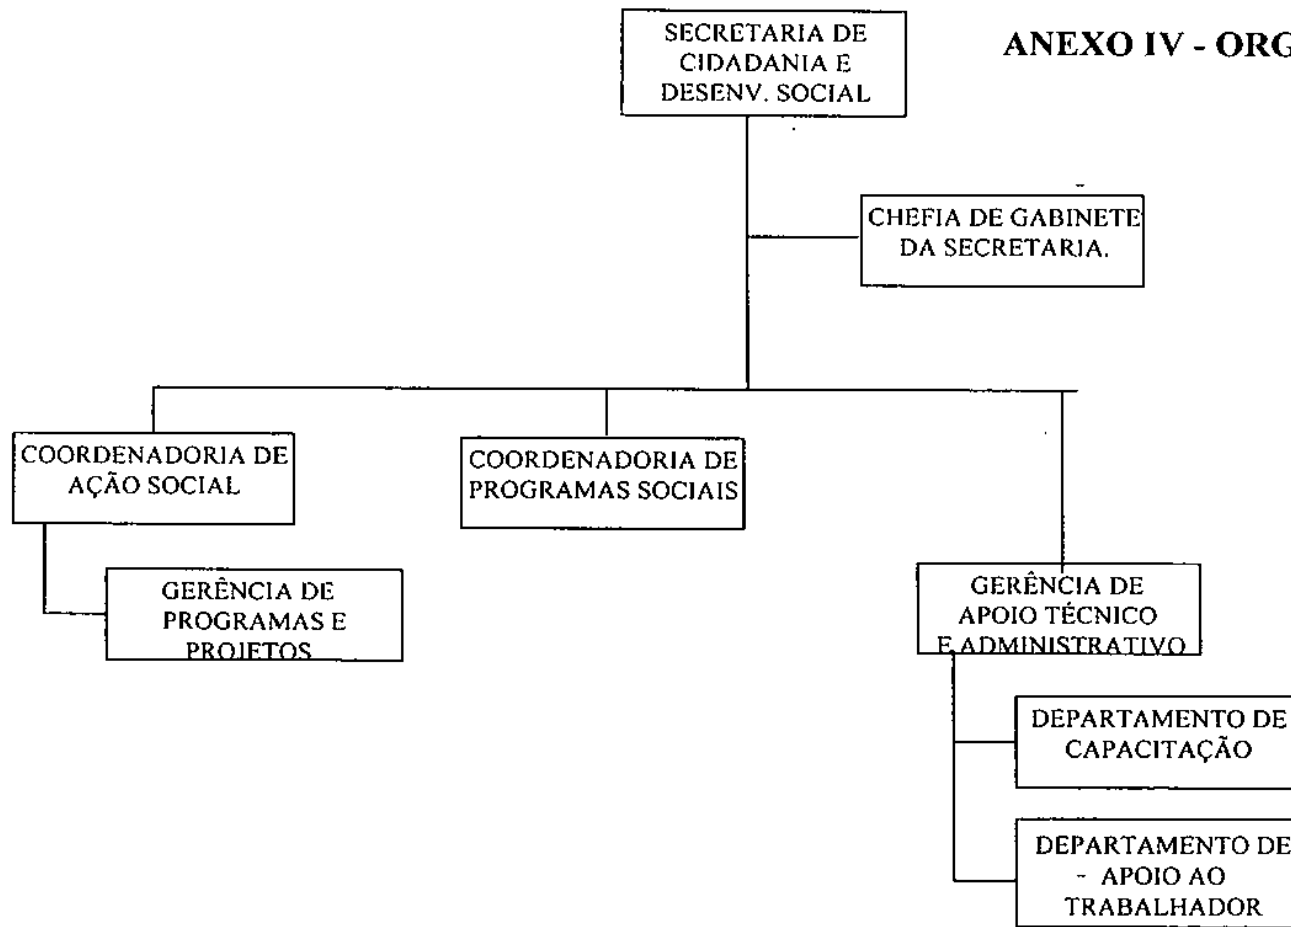 SECRETARIA DE
CIDADANIA E
DESENV. SOCIAL
ANEXO IV - ORG
CHEFIA DE GABINETE
DA SECRETARIA.
COORDENADORIA DE
AÇÃO SOCIAL
COORDENADORIA DE
PROGRAMAS SOCIAIS
GERÊNCIA DE
PROGRAMAS E
PROJETOS
GERÊNCIA DE
APOIO TÉCNICO
E ADMINISTRATIVO
DEPARTAMENTO DE
CAPACITAÇÃO
DEPARTAMENTO DE
- APOIO AO
TRABALHADOR